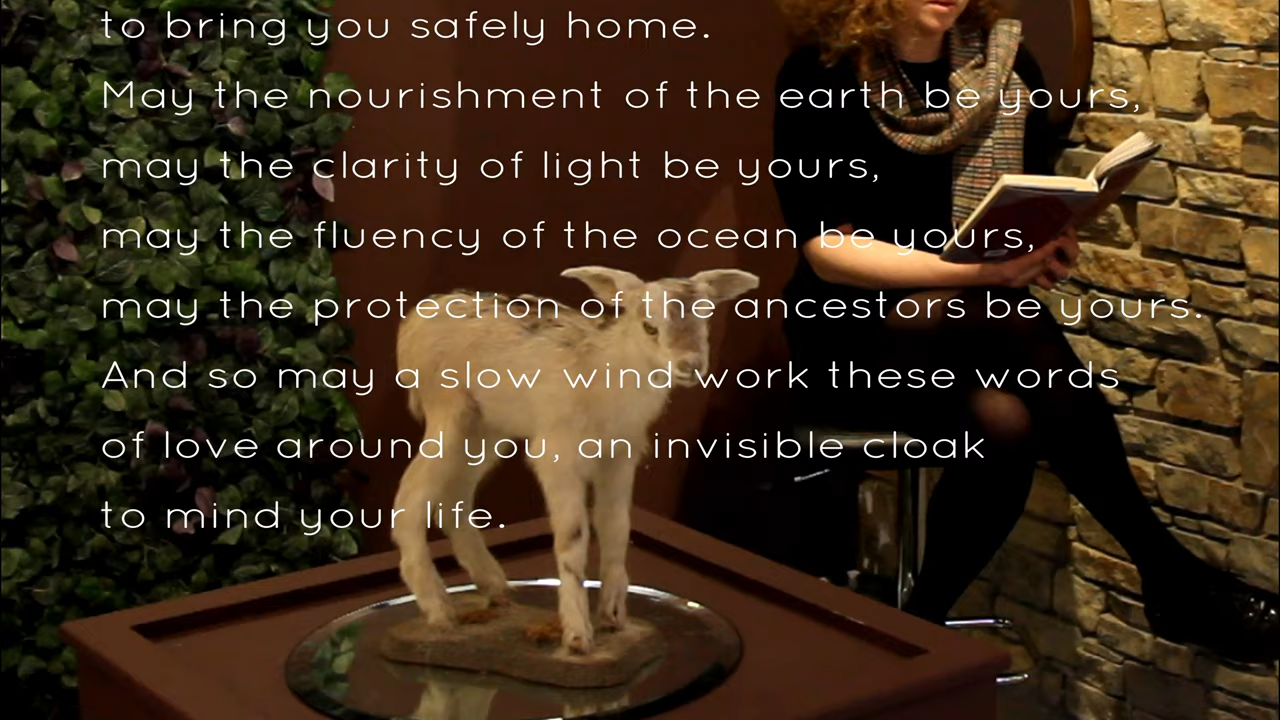 to bring you safely home.
May the nourishment of the earth be yours,
may the clarity of light be yours,
may the fluency of the ocean be yours,
may the protection of the ancestors be yours.
And so may a slow wind work these words
of love around you, an invisible cloak
to mind your life.